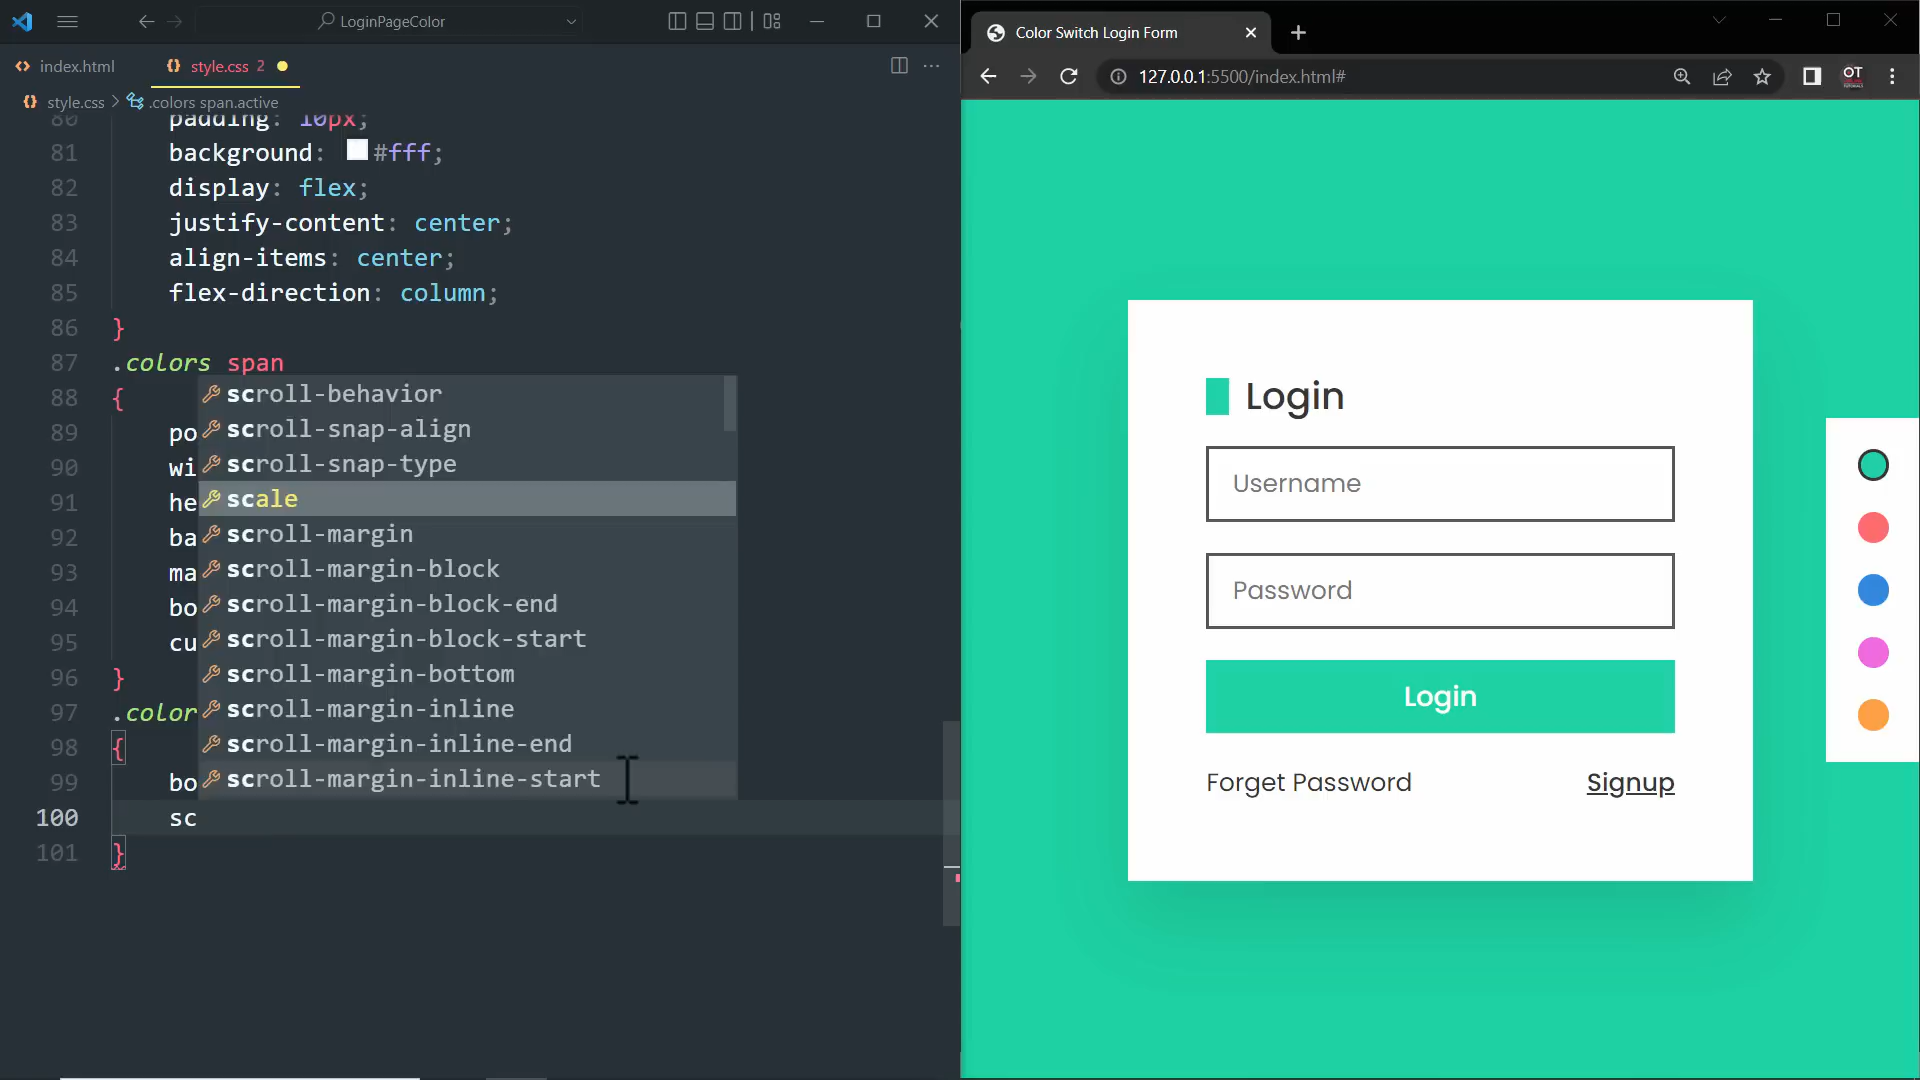 LoginPageColor
index.html
style.css 2
style.css > .colors span.active
80 padding: 10px;
81 background: #fff;
82 display: flex;
83 justify-content: center;
84 align-items: center;
85 flex-direction: column;
86 }
87 .colors span
88 {
89 po
90 wi
91 he
92 ba
93 ma
94 bo
95 cu
96 }
97 .color
98 {
99 bo
100 sc
101 }
scroll-behavior
scroll-snap-align
scroll-snap-type
scale
scroll-margin
scroll-margin-block
scroll-margin-block-end
scroll-margin-block-start
scroll-margin-bottom
scroll-margin-inline
scroll-margin-inline-end
scroll-margin-inline-start
Color Switch Login Form
127.0.0.1:5500/index.html#
OT
Login
Username
Password
Login
Forget Password
Signup